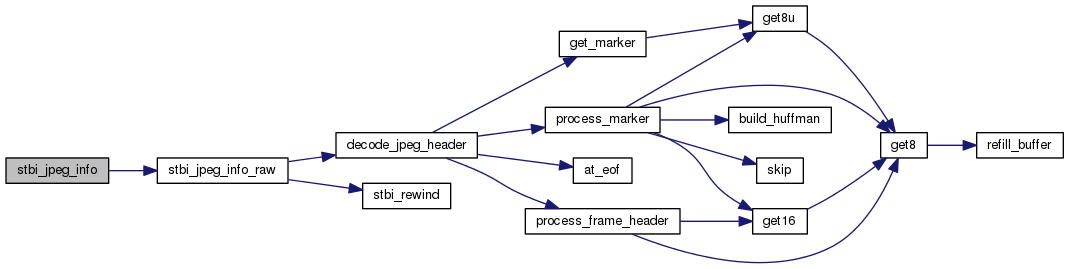 stbi_jpeg_info
stbi_jpeg_info_raw
decode_jpeg_header
stbi_rewind
get_marker
process_marker
at_eof
process_frame_header
get8u
build_huffman
skip
get16
get8
refill_buffer